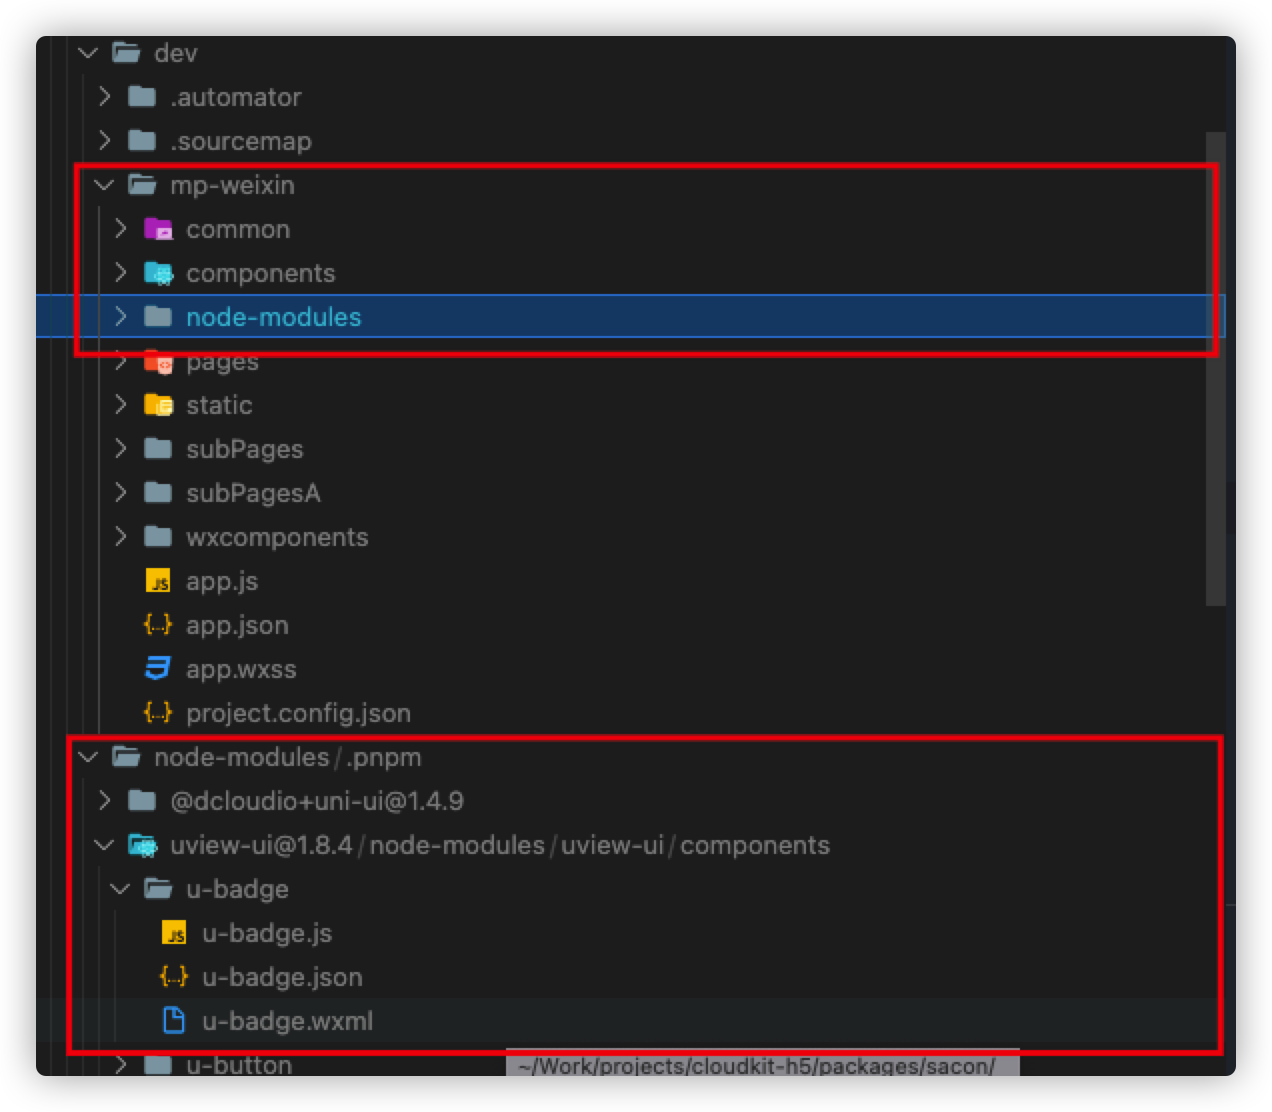 dev
.automator
.sourcemap
mp-weixin
common
components
node-modules
pages
static
subPages
subPagesA
wxcomponents
JS app.js
{..} app.json
app.wxss
{..} project.config.json
node-modules / .pnpm
@dcloudio+uni-ui@1.4.9
uview-ui@1.8.4 / node-modules / uview-ui / components
u-badge
JS u-badge.js
{..} u-badge.json
u-badge.wxml
u-button
~/Work/projects/cloudkit-h5/packages/sacon/